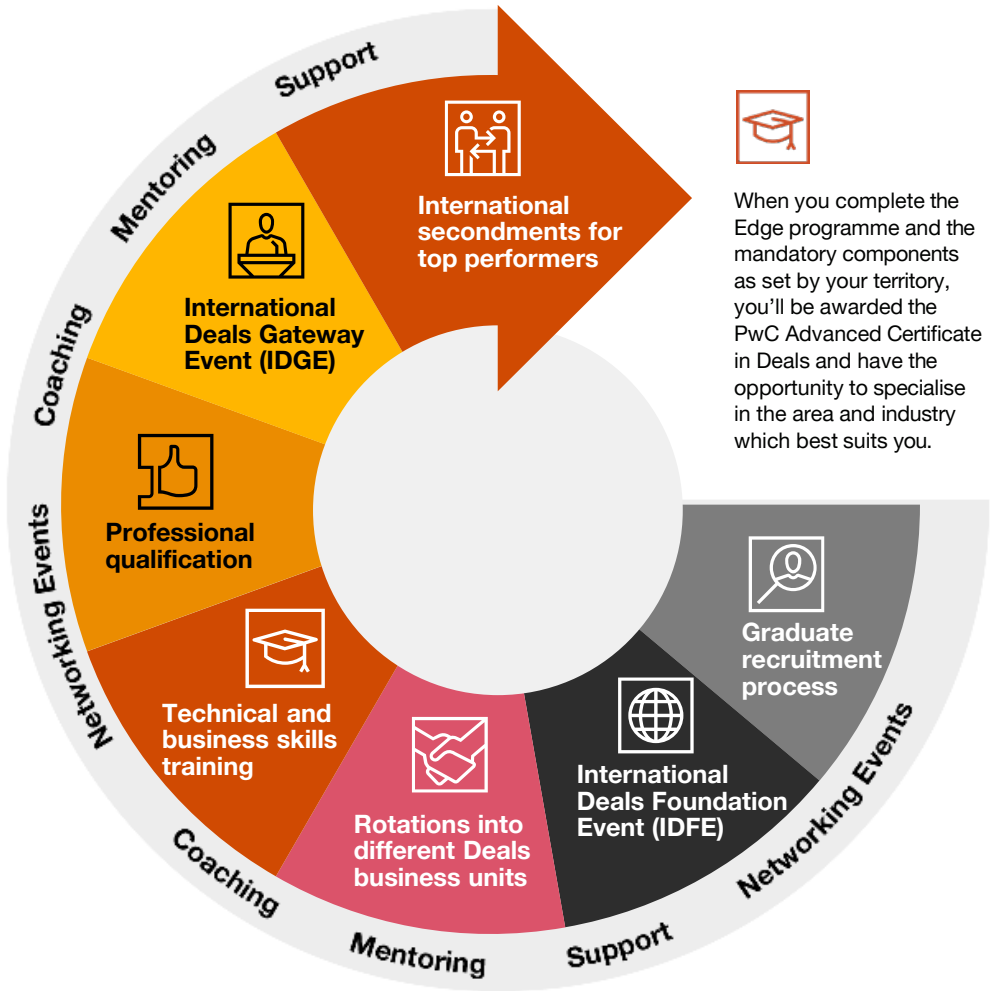 Support
Mentoring
Coaching
Networking Events
Coaching
Mentoring
Support
Networking Events
International
secondments for
top performers
International
Deals Gateway
Event (IDGE)
Professional
qualification
Technical and
business skills
training
Rotations into
different Deals
business units
International
Deals Foundation
Event (IDFE)
Graduate
recruitment
process
When you complete the
Edge programme and the
mandatory components
as set by your territory,
you’ll be awarded the
PwC Advanced Certificate
in Deals and have the
opportunity to specialise
in the area and industry
which best suits you.